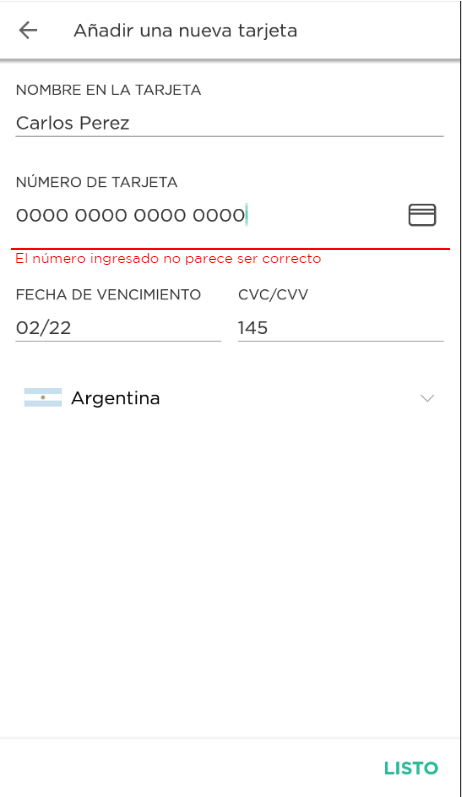 Añadir una nueva tarjeta
NOMBRE EN LA TARJETA
Carlos Perez
NÚMERO DE TARJETA
0000 0000 0000 0000
El número ingresado no parece ser correcto
FECHA DE VENCIMIENTO CVC/CVV
02/22 145
Argentina
LISTO